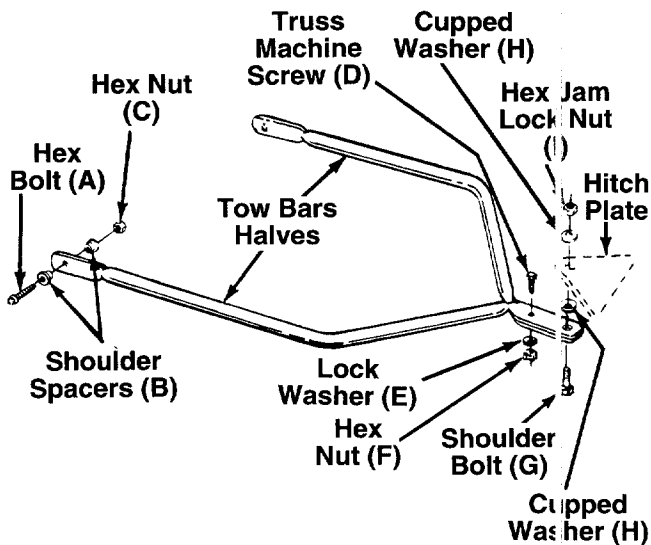 Truss
Machine
Screw (D)
Cupped
Washer (H)
Hex Nut
(C)
Hex Jam
Lock Nut
(I)
Hex
Bolt (A)
Hitch
Plate
Tow Bars
Halves
Shoulder
Spacers (B)
Lock
Washer (E)
Hex
Nut (F)
Shoulder
Bolt (G)
Cupped
Washer (H)